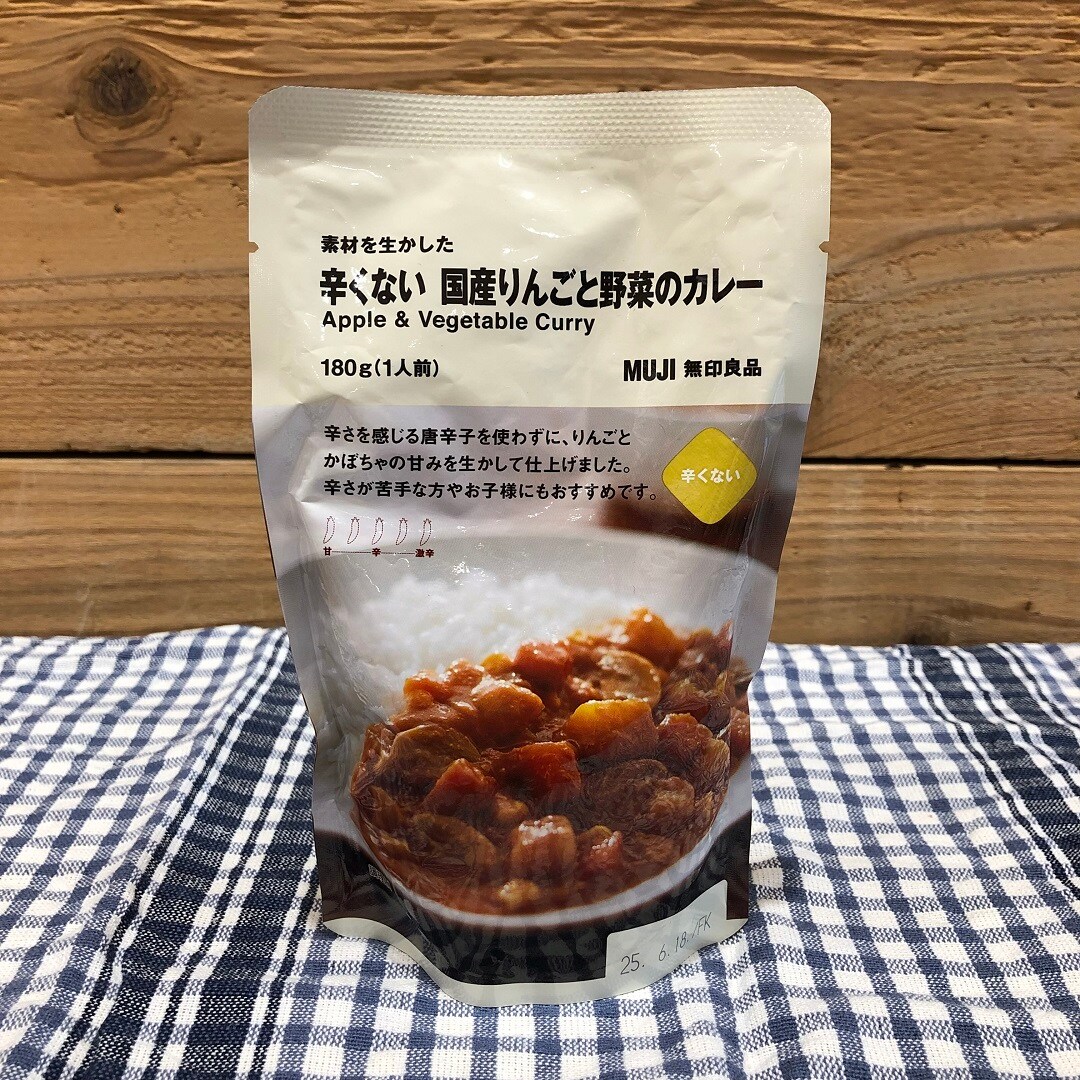 素材を生かした
辛くない 国産りんごと野菜のカレー
Apple & Vegetable Curry
180g(1人前)
MUJI 無印良品
辛さを感じる唐辛子を使わずに、りんごと
かぼちゃの甘みを生かして仕上げました。
辛さが苦手な方やお子様にもおすすめです。
辛くない
甘 辛 激辛
25. 6.18./FK